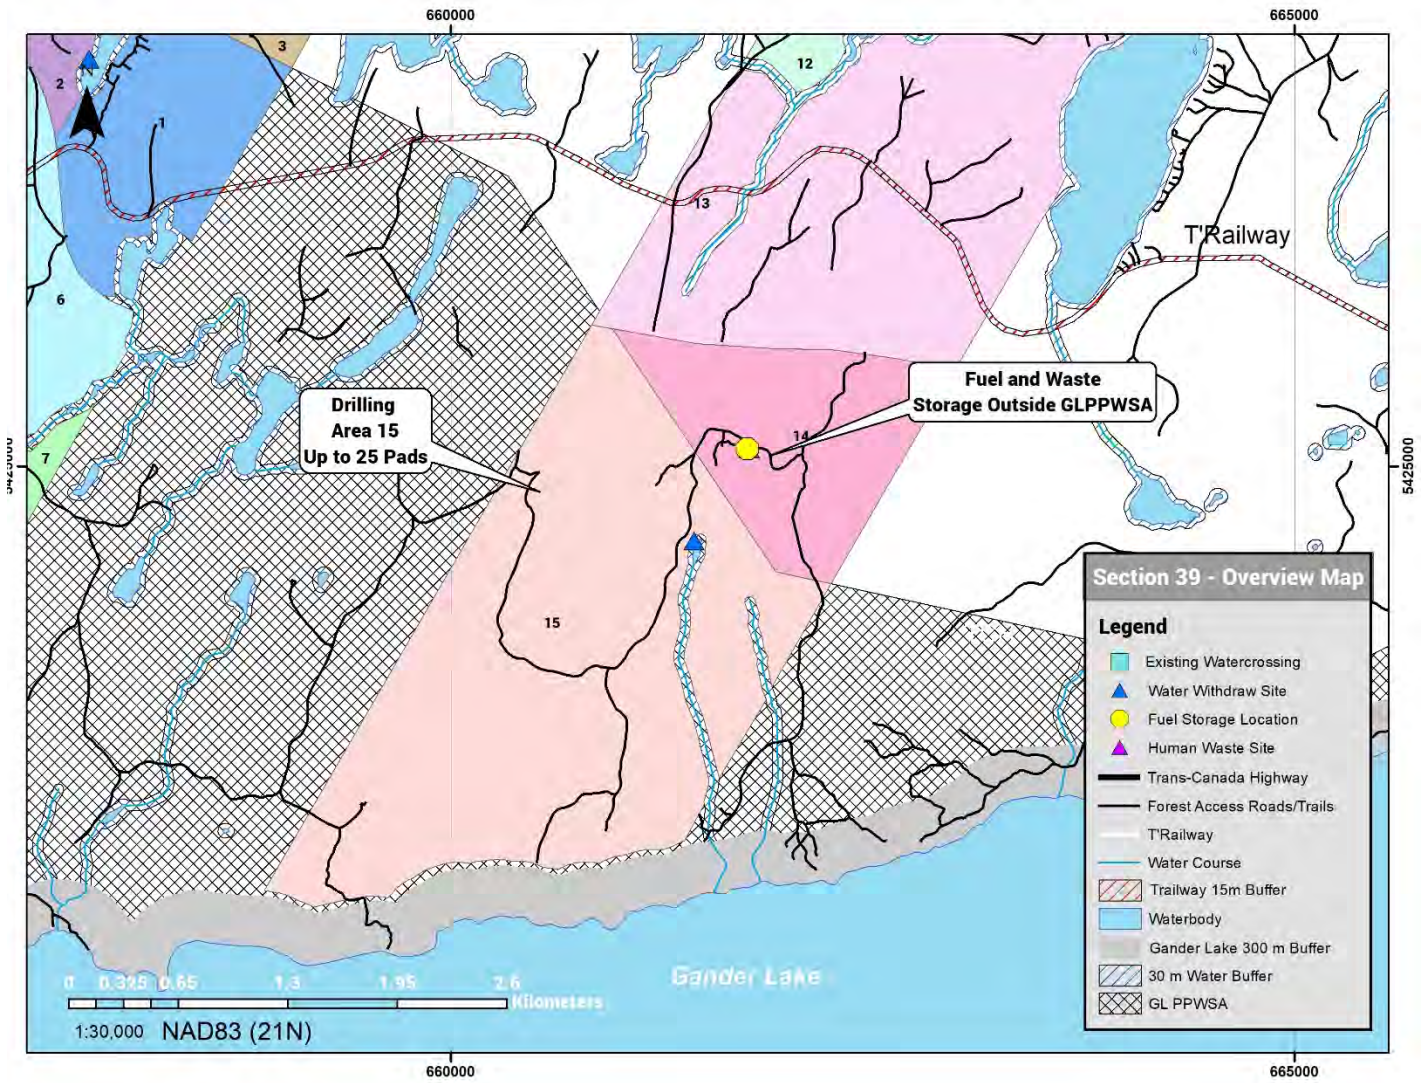 660000
665000
3
12
2
1
13
T'Railway
6
Fuel and Waste
Storage Outside GLPPWSA
Drilling
Area 15
Up to 25 Pads
14
7
5425000
5425000
15
Section 39 - Overview Map
Legend
Existing Watercrossing
Water Withdraw Site
Fuel Storage Location
Human Waste Site
Trans-Canada Highway
Forest Access Roads/Trails
T'Railway
Water Course
Trailway 15m Buffer
Waterbody
Gander Lake 300 m Buffer
30 m Water Buffer
GL PPWSA
Gander Lake
0 0.325 0.65 1.3 1.95 2.6
Kilometers
1:30,000 NAD83 (21N)
660000
665000